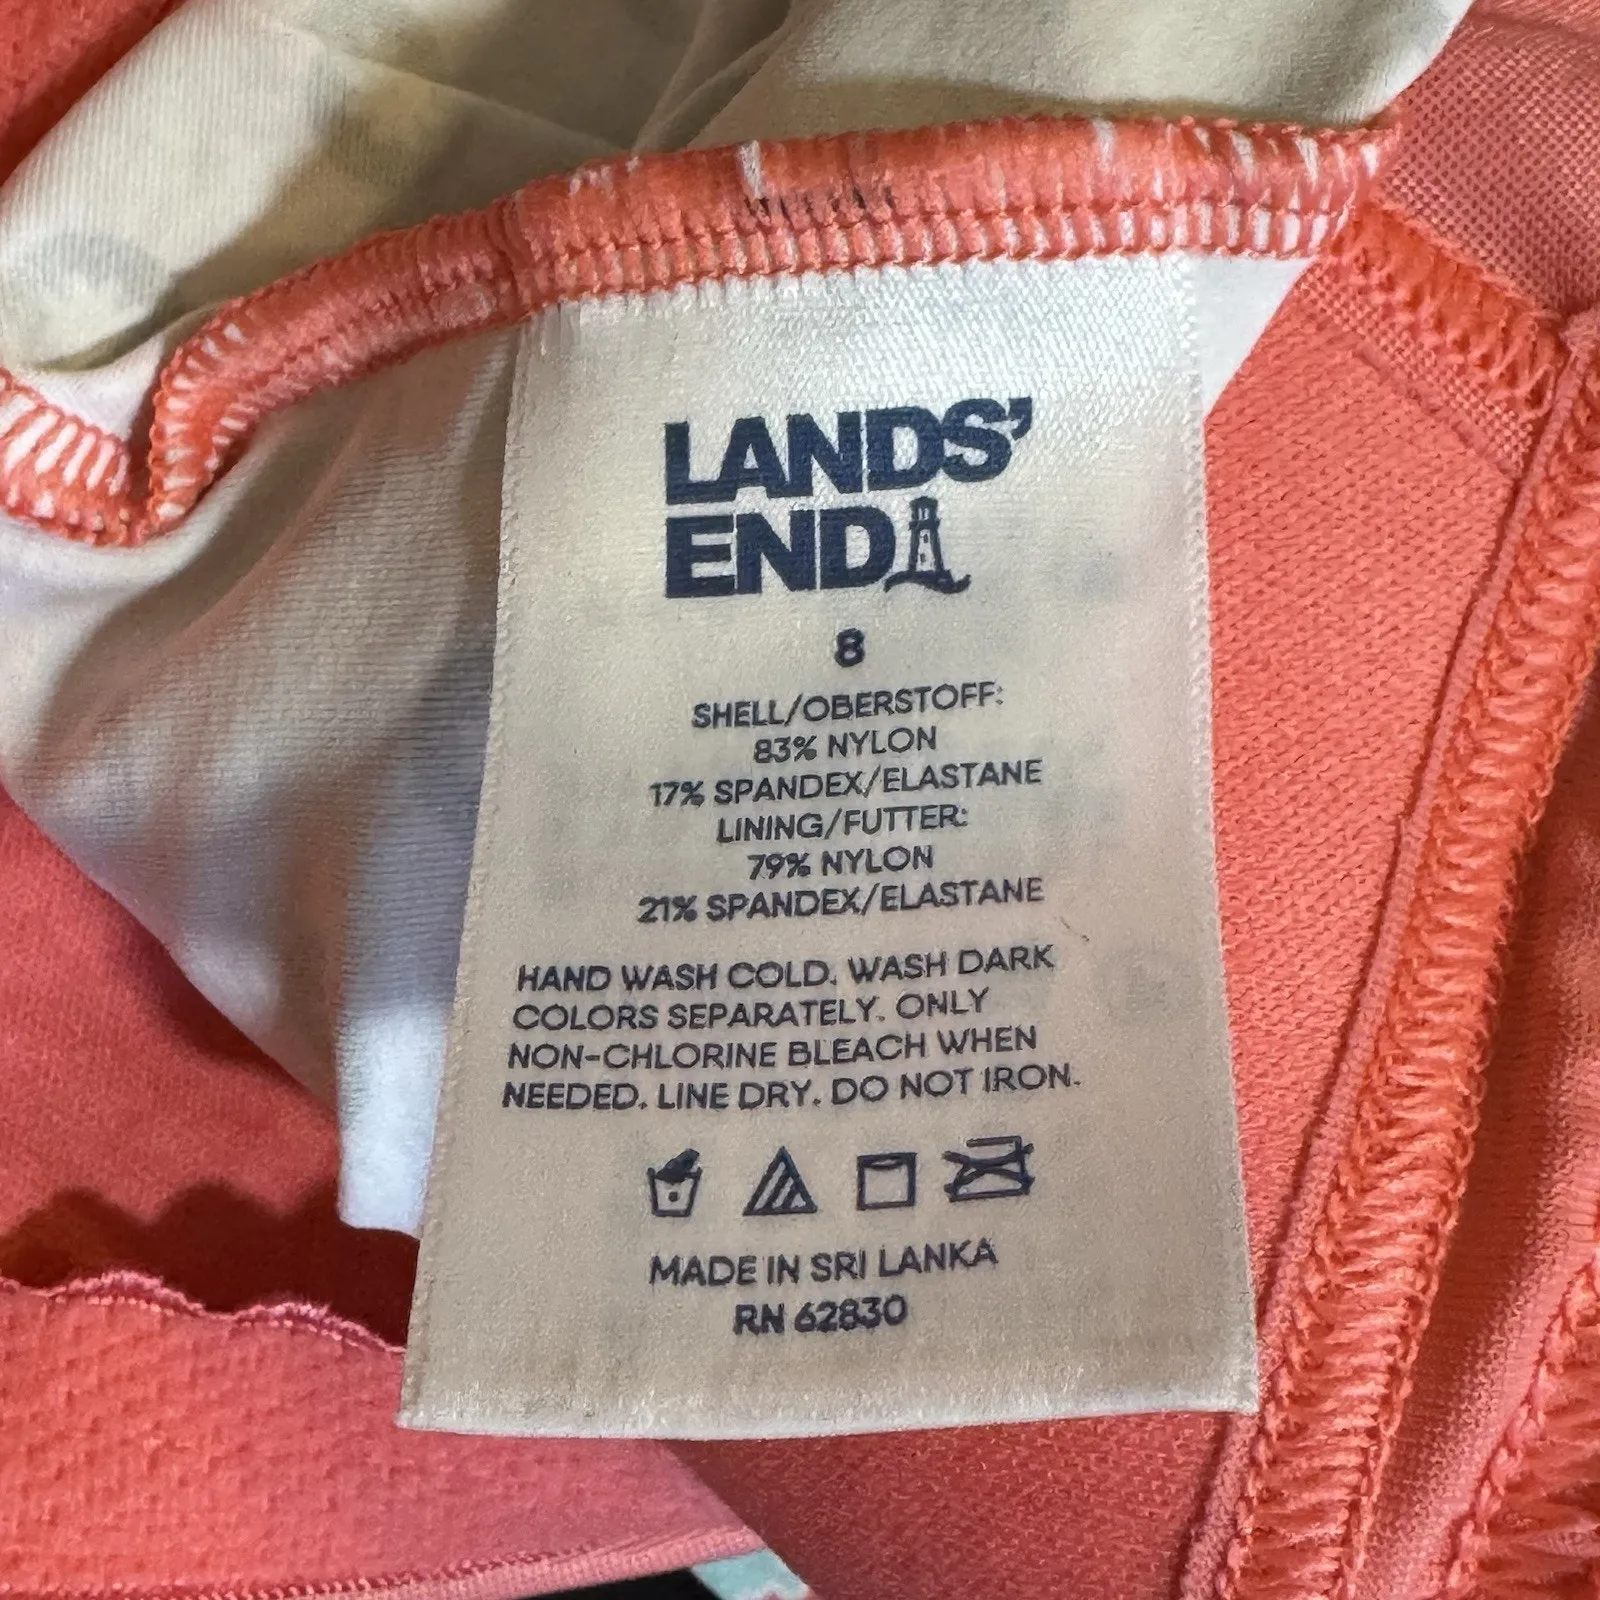 LANDS'
END
8
SHELL/OBERSTOFF:
83% NYLON
17% SPANDEX/ELASTANE
LINING/FUTTER:
79% NYLON
21% SPANDEX/ELASTANE
HAND WASH COLD. WASH DARK
COLORS SEPARATELY. ONLY
NON-CHLORINE BLEACH WHEN
NEEDED. LINE DRY. DO NOT IRON.
MADE IN SRI LANKA
RN 62830